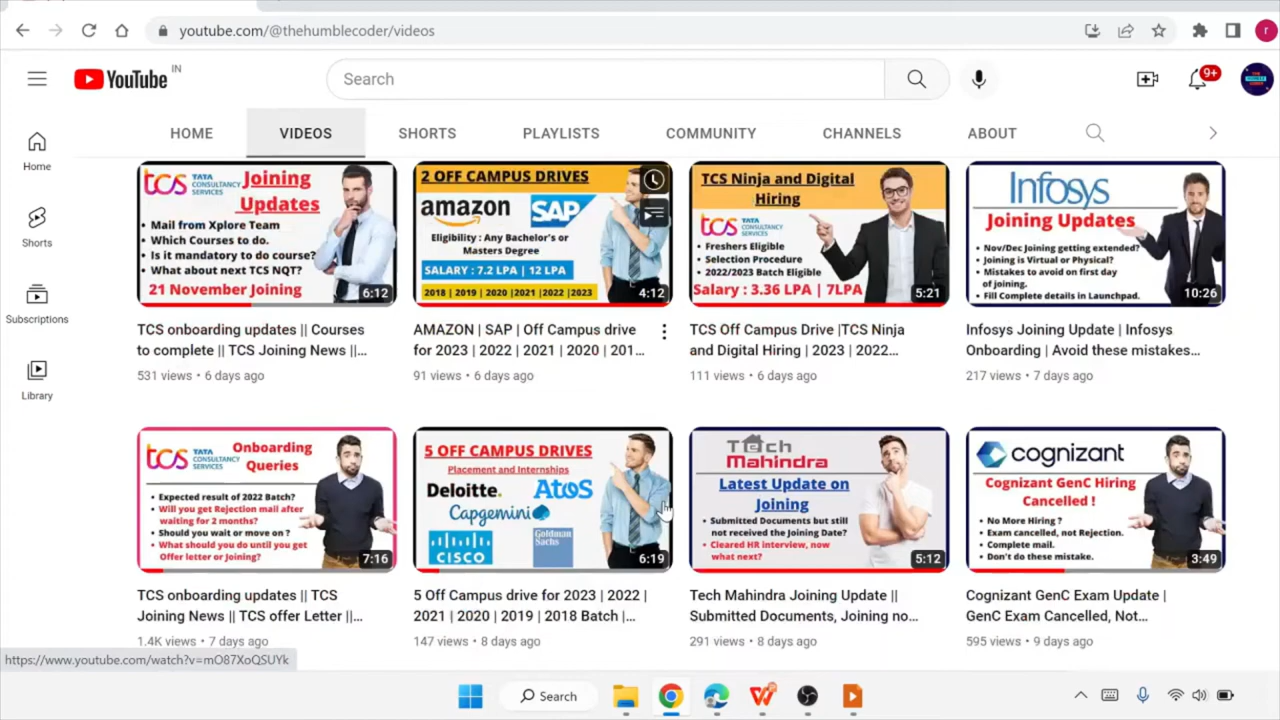 youtube.com/@thehumblecoder/videos
r
YouTube
IN
Search
9+
HOME
VIDEOS
SHORTS
PLAYLISTS
COMMUNITY
CHANNELS
ABOUT
Home
Shorts
Subscriptions
Library
tcs TATA CONSULTANCY SERVICES
Joining
Updates
• Mail from Xplore Team
• Which Courses to do.
• Is it mandatory to do course?
• What about next TCS NQT?
21 November Joining
6:12
TCS onboarding updates || Courses
to complete || TCS Joining News ||...
531 views • 6 days ago
2 OFF CAMPUS DRIVES
amazon SAP
Eligibility : Any Bachelor's or
Masters Degree
SALARY : 7.2 LPA | 12 LPA
2018 | 2019 | 2020 |2021 |2022 |2023
4:12
AMAZON | SAP | Off Campus drive
for 2023 | 2022 | 2021 | 2020 | 201...
91 views • 6 days ago
TCS Ninja and Digital
Hiring
tcs TATA CONSULTANCY SERVICES
• Freshers Eligible
• Selection Procedure
• 2022/2023 Batch Eligible
Salary : 3.36 LPA | 7LPA
5:21
TCS Off Campus Drive |TCS Ninja
and Digital Hiring | 2023 | 2022...
111 views • 6 days ago
Infosys
Joining Updates
• Nov/Dec Joining getting extended?
• Joining is Virtual or Physical?
• Mistakes to avoid on first day
of joining.
• Fill Complete details in Launchpad.
10:26
Infosys Joining Update | Infosys
Onboarding | Avoid these mistakes...
217 views • 7 days ago
tcs TATA CONSULTANCY SERVICES
Onboarding
Queries
• Expected result of 2022 Batch?
• Will you get Rejection mail after
waiting for 2 months?
• Should you wait or move on ?
• What should you do until you get
Offer letter or Joining?
7:16
TCS onboarding updates || TCS
Joining News || TCS offer Letter ||...
1.4K views • 7 days ago
5 OFF CAMPUS DRIVES
Placement and Internships
Deloitte. Atos
Capgemini
CISCO
Goldman
Sachs
6:19
5 Off Campus drive for 2023 | 2022 |
2021 | 2020 | 2019 | 2018 Batch |...
147 views • 8 days ago
Tech
Mahindra
Latest Update on
Joining
• Submitted Documents but still
not received the Joining Date?
• Cleared HR interview, now
what next?
5:12
Tech Mahindra Joining Update ||
Submitted Documents, Joining no...
291 views • 8 days ago
cognizant
Cognizant GenC Hiring
Cancelled !
• No More Hiring ?
• Exam cancelled, not Rejection.
• Complete mail.
• Don't do these mistake.
3:49
Cognizant GenC Exam Update |
GenC Exam Cancelled, Not...
595 views • 9 days ago
https://www.youtube.com/watch?v=mO87XoQSUYk
Search